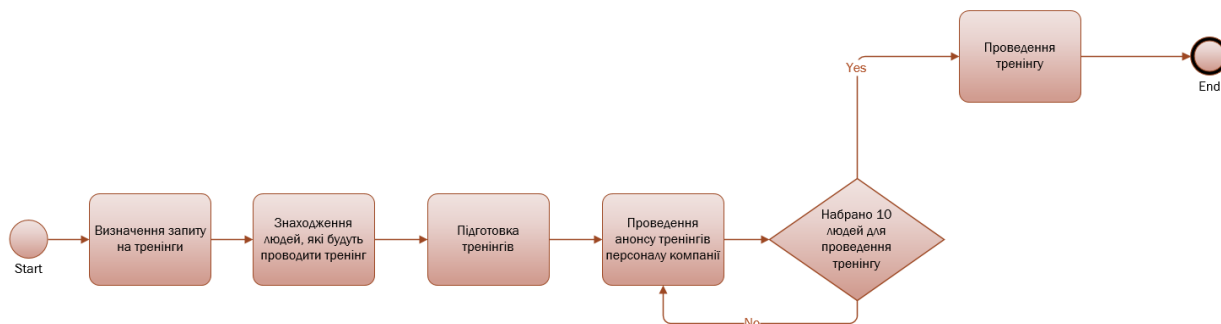 Start
Визначення запиту
на тренінги
Знаходження
людей, які будуть
проводити тренінг
Підготовка
тренінгів
Проведення
анонсу тренінгів
персоналу компанії
Набрано 10
людей для
проведення
тренінгу
No
Yes
Проведення
тренінгу
End